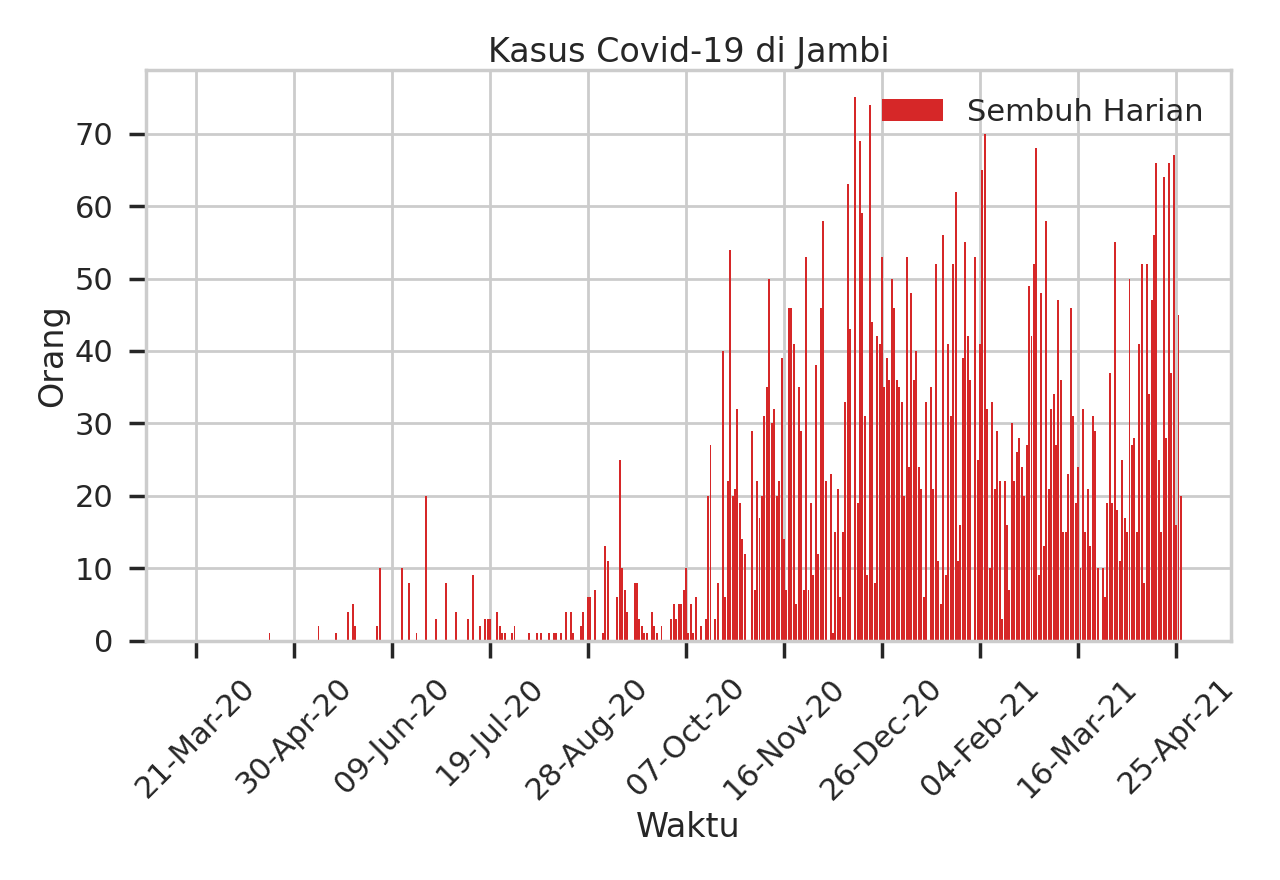 Kasus Covid-19 di Jambi
Sembuh Harian
Orang
70
60
50
40
30
20
10
0
21-Mar-20
30-Apr-20
09-Jun-20
19-Jul-20
28-Aug-20
07-Oct-20
16-Nov-20
26-Dec-20
04-Feb-21
16-Mar-21
25-Apr-21
Waktu